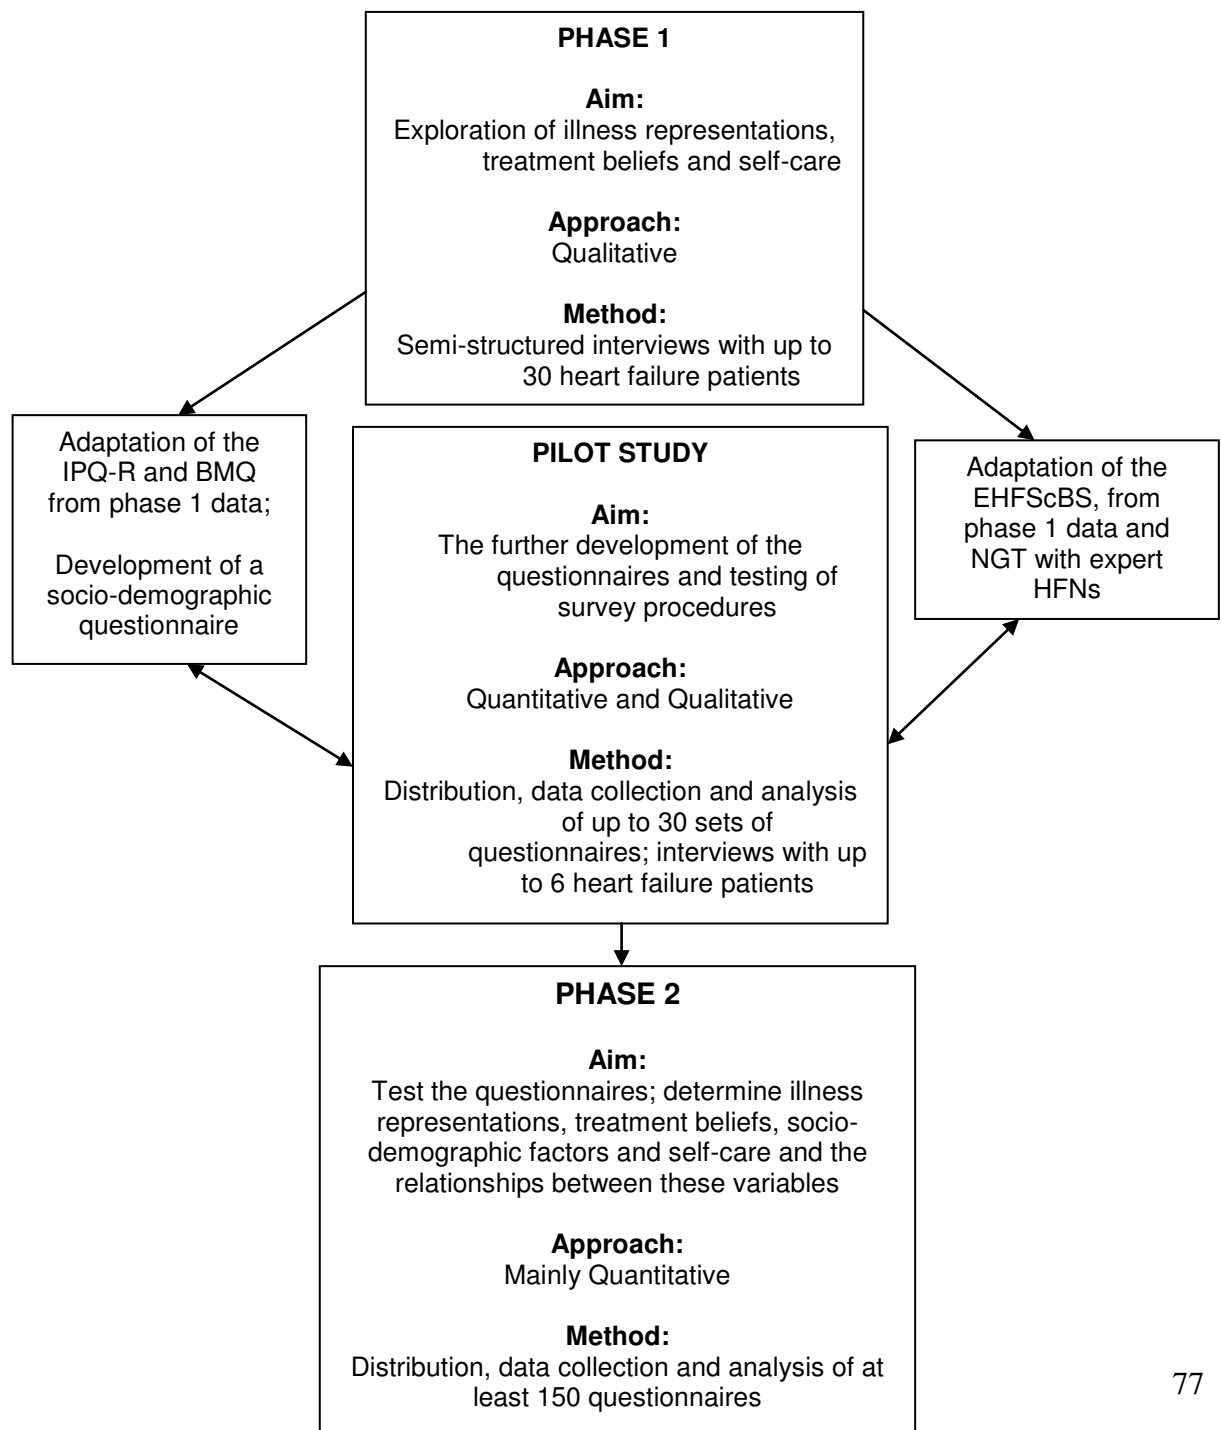 PHASE 1
Aim:
Exploration of illness representations,
treatment beliefs and self-care
Approach:
Qualitative
Method:
Semi-structured interviews with up to
30 heart failure patients
Adaptation of the
IPQ-R and BMQ
from phase 1 data;
Development of a
socio-demographic
questionnaire
PILOT STUDY
Aim:
The further development of the
questionnaires and testing of
survey procedures
Approach:
Quantitative and Qualitative
Method:
Distribution, data collection and analysis
of up to 30 sets of
questionnaires; interviews with up
to 6 heart failure patients
Adaptation of the
EHFScBS, from
phase 1 data and
NGT with expert
HFNs
PHASE 2
Aim:
Test the questionnaires; determine illness
representations, treatment beliefs, socio-
demographic factors and self-care and the
relationships between these variables
Approach:
Mainly Quantitative
Method:
Distribution, data collection and analysis of at
least 150 questionnaires
77